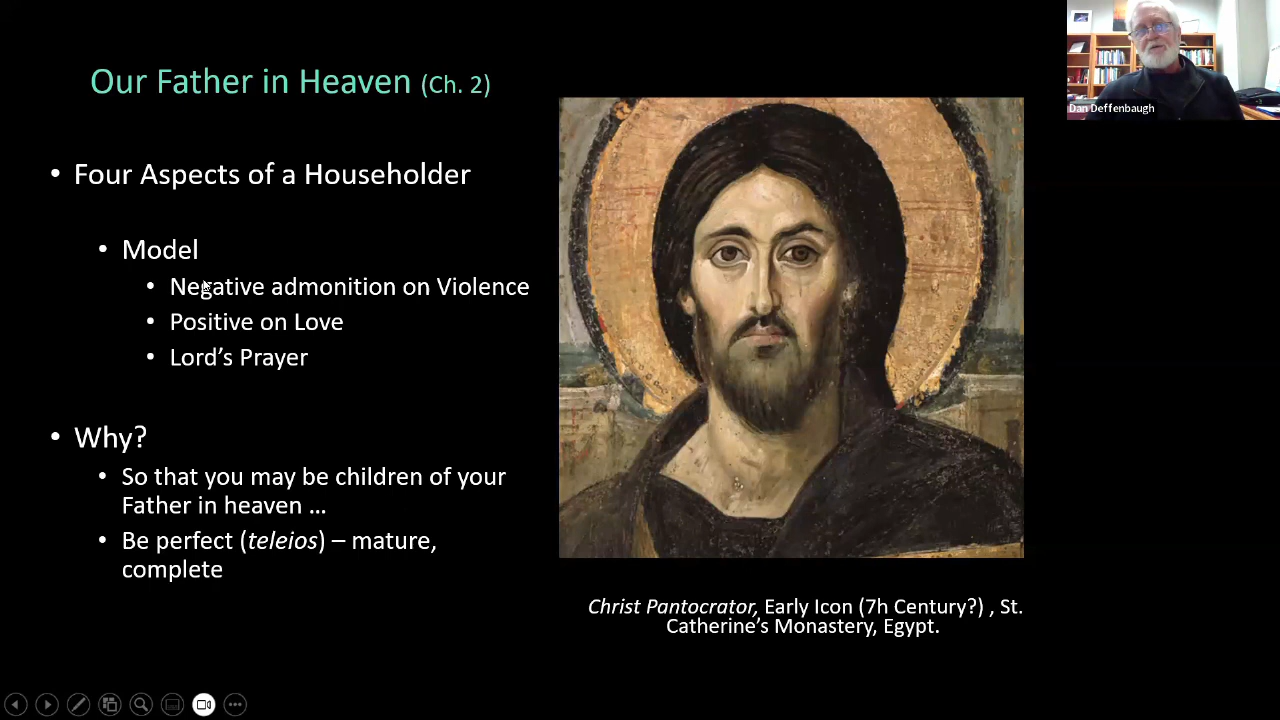 Our Father in Heaven (Ch. 2)
• Four Aspects of a Householder
• Model
• Negative admonition on Violence
• Positive on Love
• Lord’s Prayer
• Why?
• So that you may be children of your
Father in heaven …
• Be perfect (teleios) – mature,
complete
Christ Pantocrator, Early Icon (7h Century?) , St.
Catherine’s Monastery, Egypt.
Dan Deffenbaugh